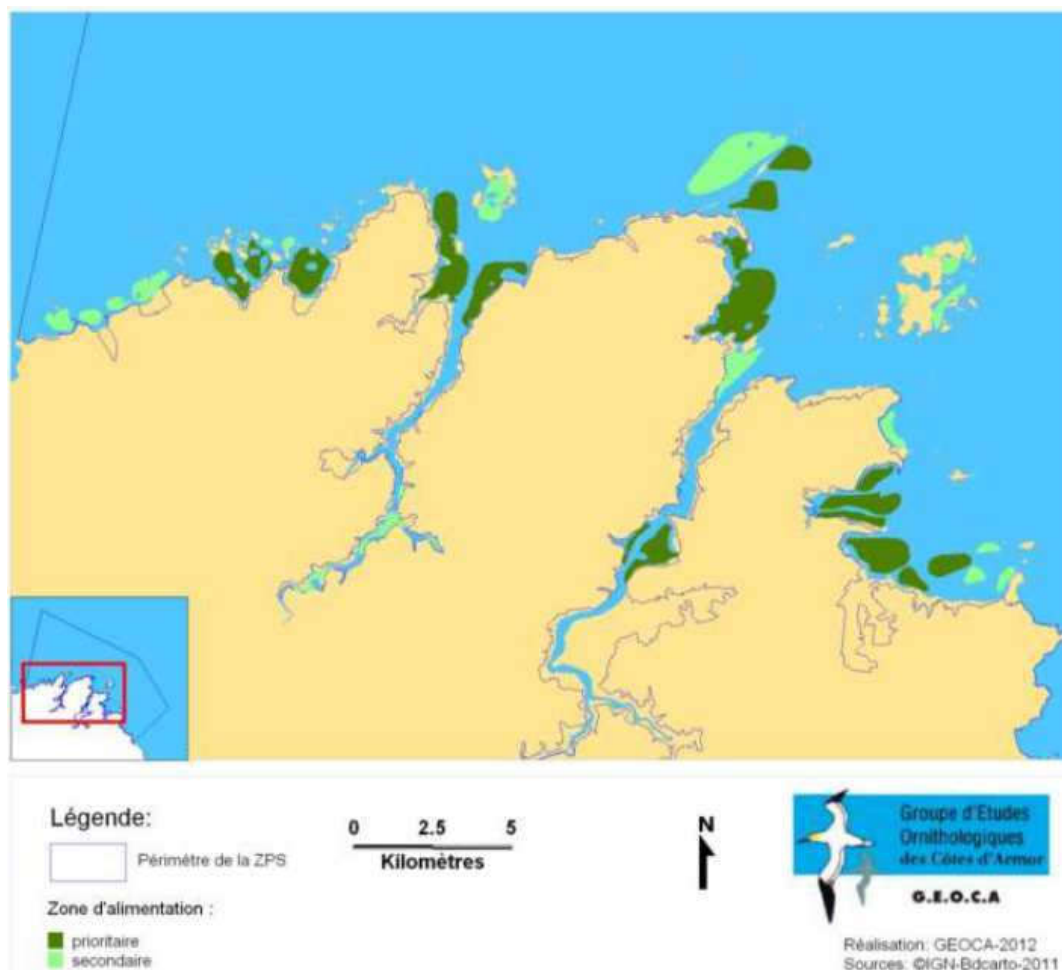 Légende:
Périmètre de la ZPS
0 2.5 5
Kilomètres
N
Zone d'alimentation :
prioritaire
secondaire
Groupe d'Etudes
Ornithologiques
des Côtes d'Armor
G.E.O.C.A
Réalisation: GEOCA-2012
Sources: ©IGN-Bdcarto-2011